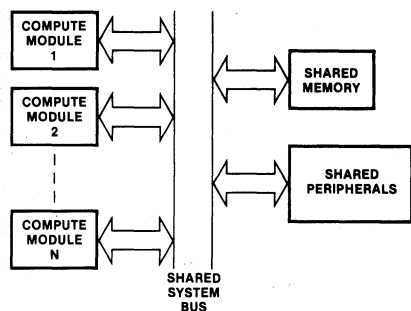 COMPUTE
MODULE
1
COMPUTE
MODULE
2
COMPUTE
MODULE
N
SHARED
MEMORY
SHARED
PERIPHERALS
SHARED
SYSTEM
BUS